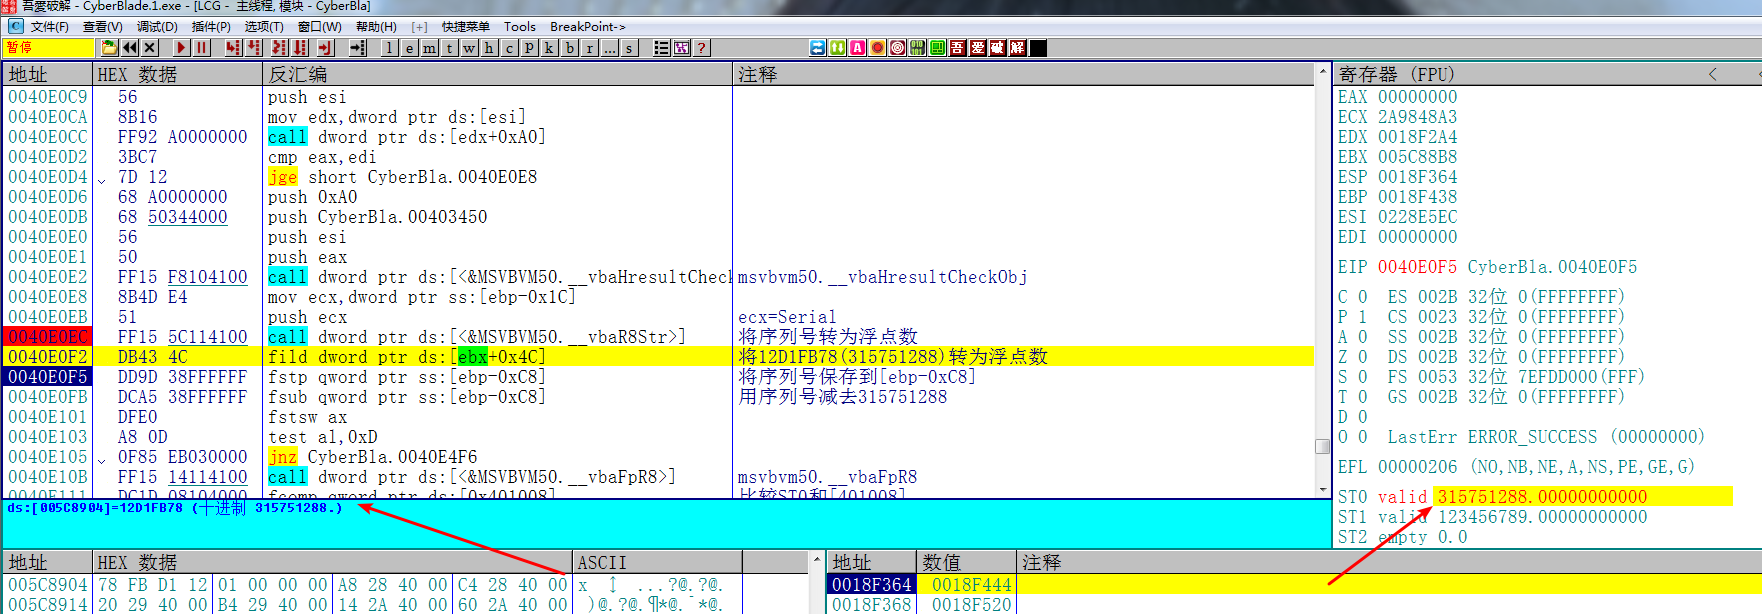 吾爱破解 - CyberBlade.1.exe - [LCG - 主线程, 模块 - CyberBla]
文件(F) 查看(V) 调试(D) 插件(P) 选项(T) 窗口(W) 帮助(H) [+] 快捷菜单 Tools BreakPoint->
暂停 l e m t w h c p k b r ... s ? 吾 爱 破 解
地址 HEX 数据 反汇编 注释
0040E0C9 56 push esi
0040E0CA 8B16 mov edx,dword ptr ds:[esi]
0040E0CC FF92 A0000000 call dword ptr ds:[edx+0xA0]
0040E0D2 3BC7 cmp eax,edi
0040E0D4 7D 12 jge short CyberBla.0040E0E8
0040E0D6 68 A0000000 push 0xA0
0040E0DB 68 50344000 push CyberBla.00403450
0040E0E0 56 push esi
0040E0E1 50 push eax
0040E0E2 FF15 F8104100 call dword ptr ds:[<&MSVBVM50.__vbaHresultCheck msvbvm50.__vbaHresultCheckObj
0040E0E8 8B4D E4 mov ecx,dword ptr ss:[ebp-0x1C]
0040E0EB 51 push ecx ecx=Serial
0040E0EC FF15 5C114100 call dword ptr ds:[<&MSVBVM50.__vbaR8Str>] 将序列号转为浮点数
0040E0F2 DB43 4C fild dword ptr ds:[ebx+0x4C] 将12D1FB78(315751288)转为浮点数
0040E0F5 DD9D 38FFFFFF fstp qword ptr ss:[ebp-0xC8] 将序列号保存到[ebp-0xC8]
0040E0FB DCA5 38FFFFFF fsub qword ptr ss:[ebp-0xC8] 用序列号减去315751288
0040E101 DFE0 fstsw ax
0040E103 A8 0D test al,0xD
0040E105 0F85 EB030000 jnz CyberBla.0040E4F6
0040E10B FF15 14114100 call dword ptr ds:[<&MSVBVM50.__vbaFpR8>] msvbvm50.__vbaFpR8
0040E111 DC1D 08104000 fcomp qword ptr ds:[0x401008] 比较ST0和[401008]
寄存器 (FPU) <
EAX 00000000
ECX 2A9848A3
EDX 0018F2A4
EBX 005C88B8
ESP 0018F364
EBP 0018F438
ESI 0228E5EC
EDI 00000000
EIP 0040E0F5 CyberBla.0040E0F5
C 0 ES 002B 32位 0(FFFFFFFF)
P 1 CS 0023 32位 0(FFFFFFFF)
A 0 SS 002B 32位 0(FFFFFFFF)
Z 0 DS 002B 32位 0(FFFFFFFF)
S 0 FS 0053 32位 7EFDD000(FFF)
T 0 GS 002B 32位 0(FFFFFFFF)
D 0
O 0 LastErr ERROR_SUCCESS (00000000)
EFL 00000206 (NO,NB,NE,A,NS,PE,GE,G)
ST0 valid 315751288.00000000000
ST1 valid 123456789.00000000000
ST2 empty 0.0
ds:[005C8904]=12D1FB78 (十进制 315751288.)
地址 HEX 数据 ASCII
005C8904 78 FB D1 12 01 00 00 00 A8 28 40 00 C4 28 40 00 x ↕ ...?@.?@.
005C8914 20 29 40 00 B4 29 40 00 14 2A 40 00 60 2A 40 00 )@.?@.¶*@.`*@.
地址 数值 注释
0018F364 0018F444
0018F368 0018F520